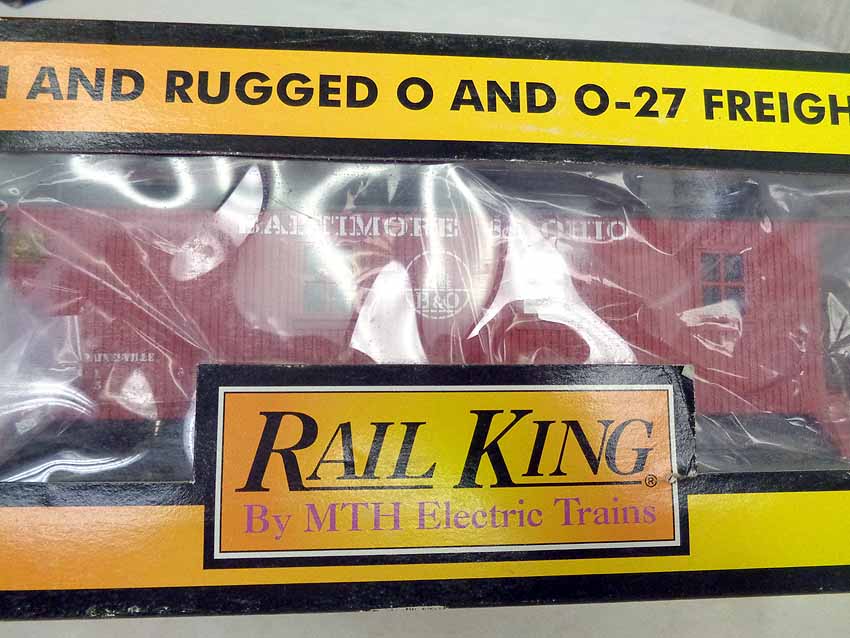 AND RUGGED O AND O-27 FREIGH
BALTIMORE & OHIO
B&O
RAIL KING®
By MTH Electric Trains